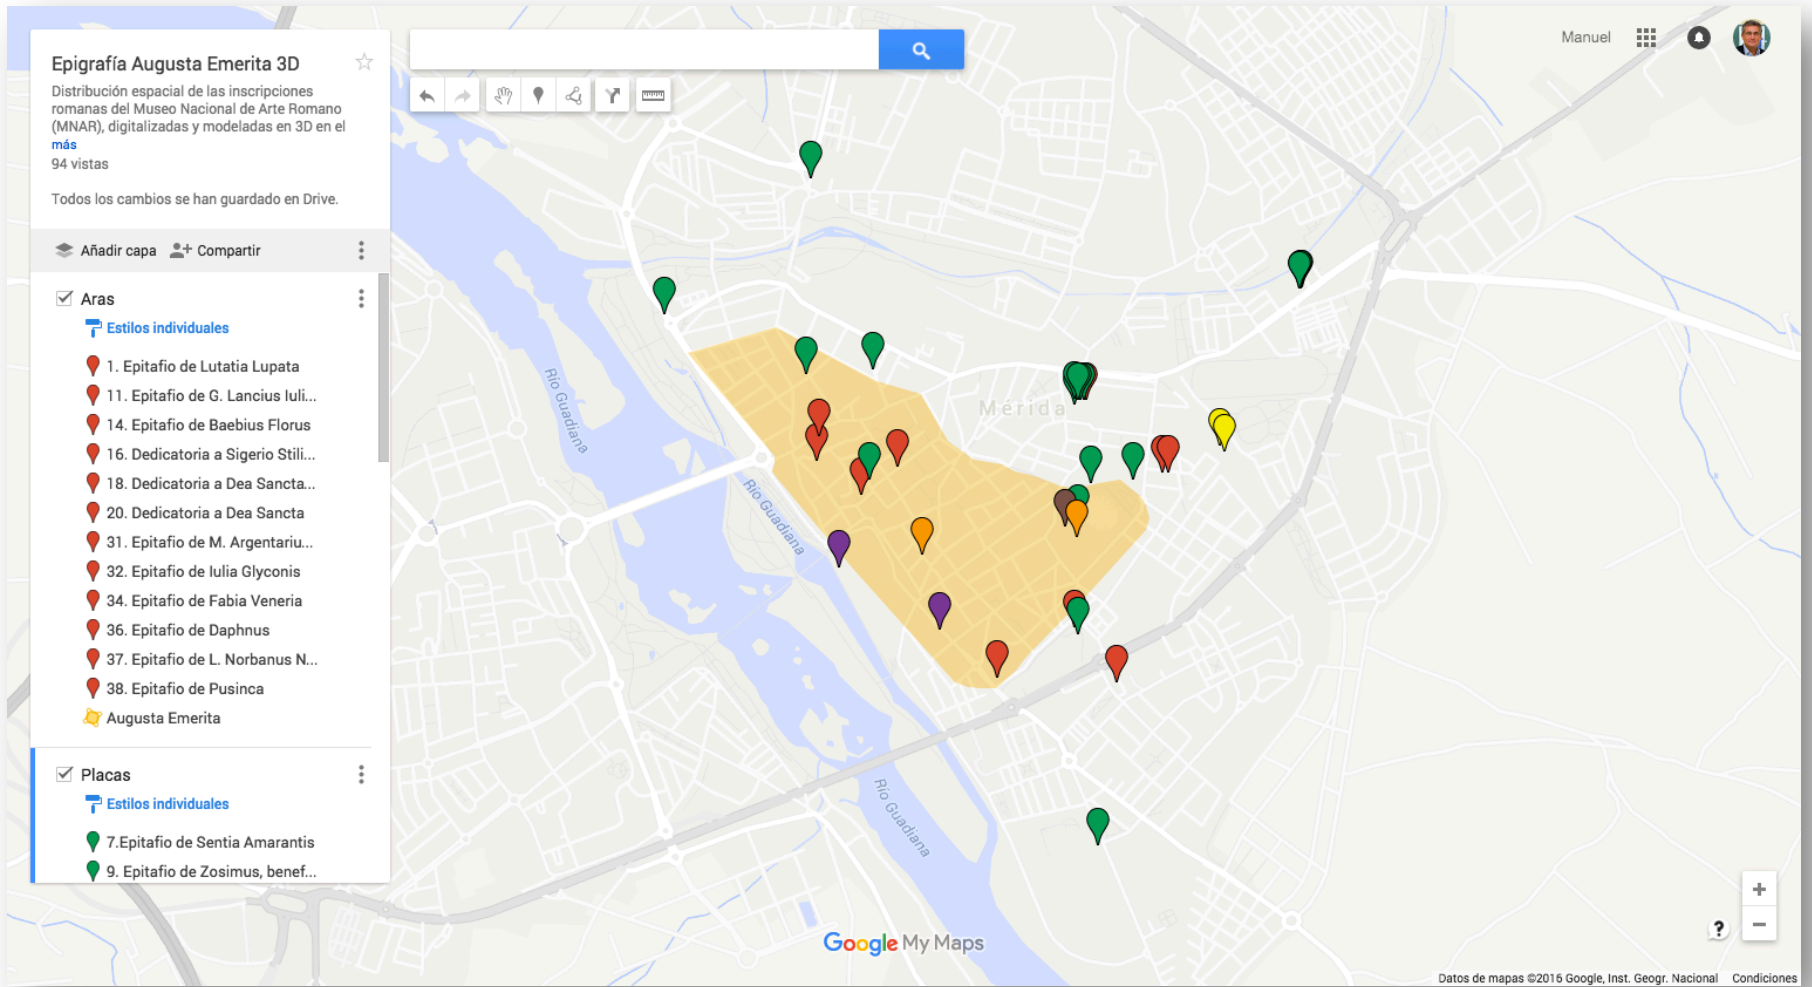 Epigrafía Augusta Emerita 3D
Distribución espacial de las inscripciones
romanas del Museo Nacional de Arte Romano
(MNAR), digitalizadas y modeladas en 3D en el
más
94 vistas
Todos los cambios se han guardado en Drive.
Añadir capa
Compartir
Aras
Estilos individuales
1. Epitafio de Lutatia Lupata
11. Epitafio de G. Lancius Iuli...
14. Epitafio de Baebius Florus
16. Dedicatoria a Sigerio Stili...
18. Dedicatoria a Dea Sancta...
20. Dedicatoria a Dea Sancta
31. Epitafio de M. Argentariu...
32. Epitafio de Iulia Glyconis
34. Epitafio de Fabia Veneria
36. Epitafio de Daphnus
37. Epitafio de L. Norbanus N...
38. Epitafio de Pusinca
Augusta Emerita
Placas
Estilos individuales
7.Epitafio de Sentia Amarantis
9. Epitafio de Zosimus, benef...
Manuel
Mérida
Río Guadiana
Río Guadiana
Río Guadiana
Google My Maps
Datos de mapas ©2016 Google, Inst. Geogr. Nacional
Condiciones